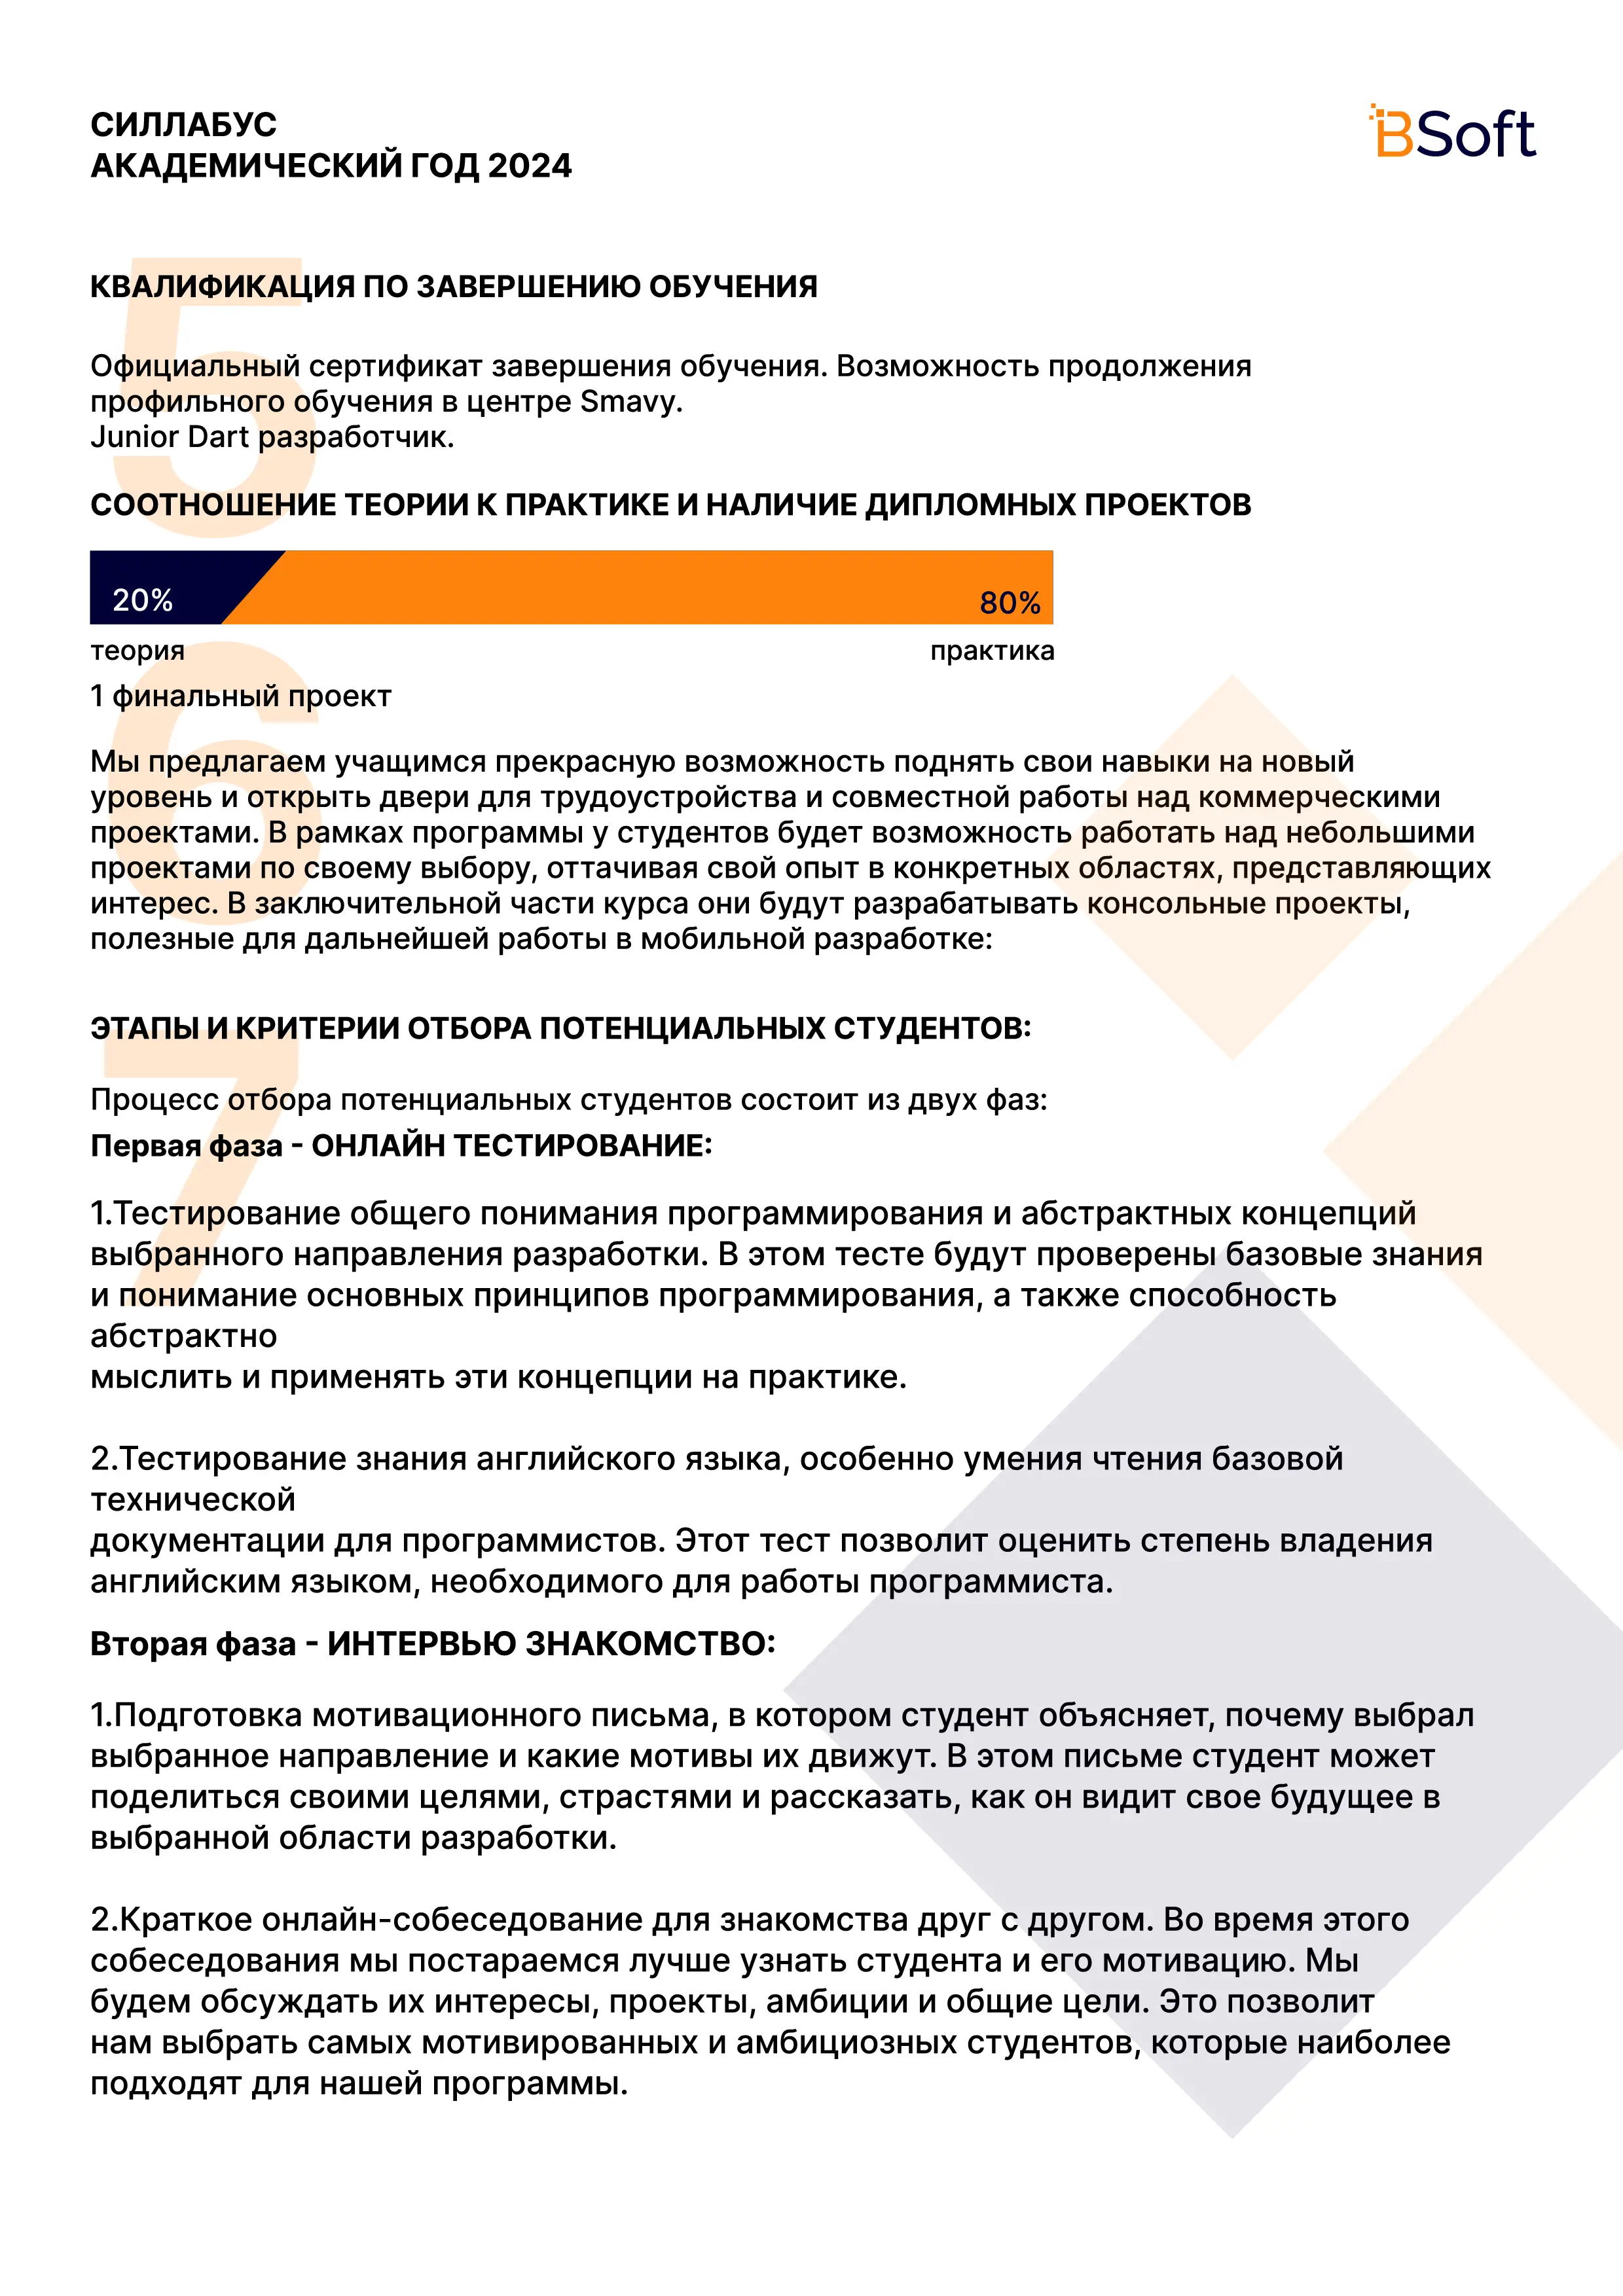 СИЛЛАБУС
АКАДЕМИЧЕСКИЙ ГОД 2024
BSoft
5
КВАЛИФИКАЦИЯ ПО ЗАВЕРШЕНИЮ ОБУЧЕНИЯ
Официальный сертификат завершения обучения. Возможность продолжения
профильного обучения в центре Smavy.
Junior Dart разработчик.
6
СООТНОШЕНИЕ ТЕОРИИ К ПРАКТИКЕ И НАЛИЧИЕ ДИПЛОМНЫХ ПРОЕКТОВ
20%
80%
теория
практика
1 финальный проект
Мы предлагаем учащимся прекрасную возможность поднять свои навыки на новый
уровень и открыть двери для трудоустройства и совместной работы над коммерческими
проектами. В рамках программы у студентов будет возможность работать над небольшими
проектами по своему выбору, оттачивая свой опыт в конкретных областях, представляющих
интерес. В заключительной части курса они будут разрабатывать консольные проекты,
полезные для дальнейшей работы в мобильной разработке:
7
ЭТАПЫ И КРИТЕРИИ ОТБОРА ПОТЕНЦИАЛЬНЫХ СТУДЕНТОВ:
Процесс отбора потенциальных студентов состоит из двух фаз:
Первая фаза - ОНЛАЙН ТЕСТИРОВАНИЕ:
1.Тестирование общего понимания программирования и абстрактных концепций
выбранного направления разработки. В этом тесте будут проверены базовые знания
и понимание основных принципов программирования, а также способность
абстрактно
мыслить и применять эти концепции на практике.
2.Тестирование знания английского языка, особенно умения чтения базовой
технической
документации для программистов. Этот тест позволит оценить степень владения
английским языком, необходимого для работы программиста.
Вторая фаза - ИНТЕРВЬЮ ЗНАКОМСТВО:
1.Подготовка мотивационного письма, в котором студент объясняет, почему выбрал
выбранное направление и какие мотивы их движут. В этом письме студент может
поделиться своими целями, страстями и рассказать, как он видит свое будущее в
выбранной области разработки.
2.Краткое онлайн-собеседование для знакомства друг с другом. Во время этого
собеседования мы постараемся лучше узнать студента и его мотивацию. Мы
будем обсуждать их интересы, проекты, амбиции и общие цели. Это позволит
нам выбрать самых мотивированных и амбициозных студентов, которые наиболее
подходят для нашей программы.